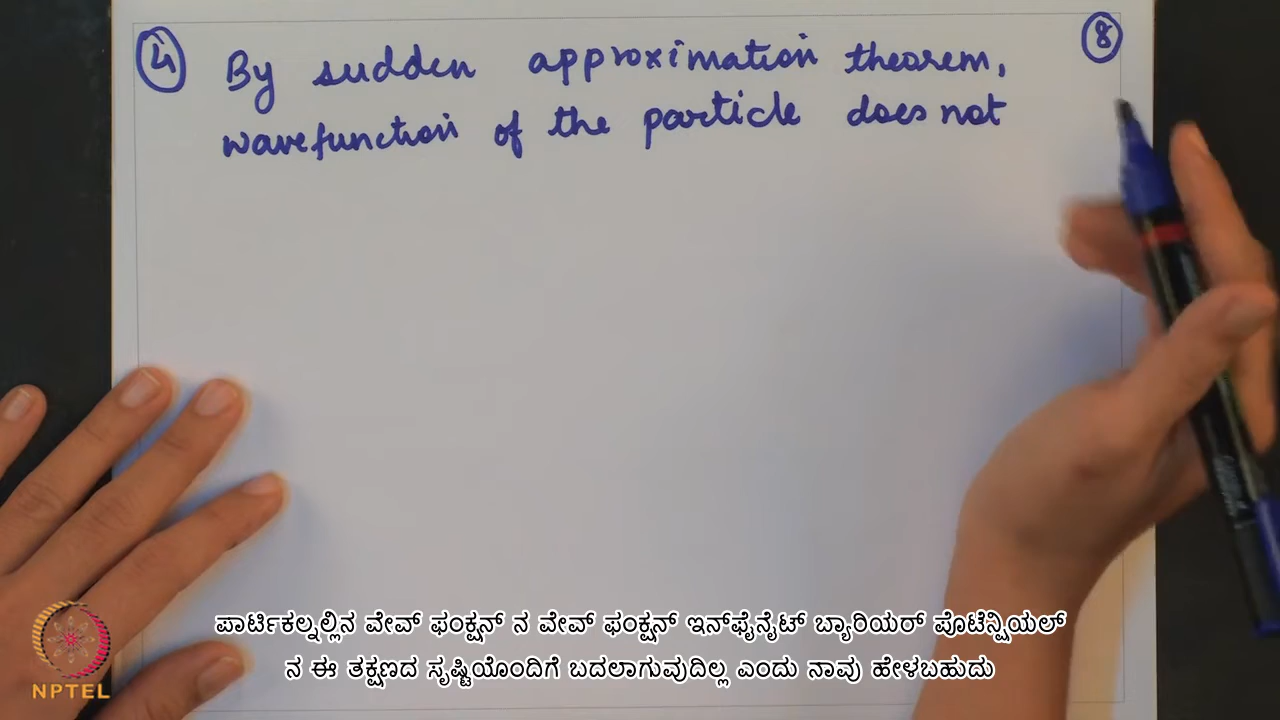 4 By sudden approximation theorem, 8
wavefunction of the particle does not
ಪಾರ್ಟಿಕಲ್ನಲ್ಲಿನ ವೇವ್ ಫಂಕ್ಷನ್ ನ ವೇವ್ ಫಂಕ್ಷನ್ ಇನ್‌ಫೈನೈಟ್ ಬ್ಯಾರಿಯರ್ ಪೊಟೆನ್ಷಿಯಲ್
ನ ಈ ತಕ್ಷಣದ ಸೃಷ್ಟಿಯೊಂದಿಗೆ ಬದಲಾಗುವುದಿಲ್ಲ ಎಂದು ನಾವು ಹೇಳಬಹುದು
NPTEL